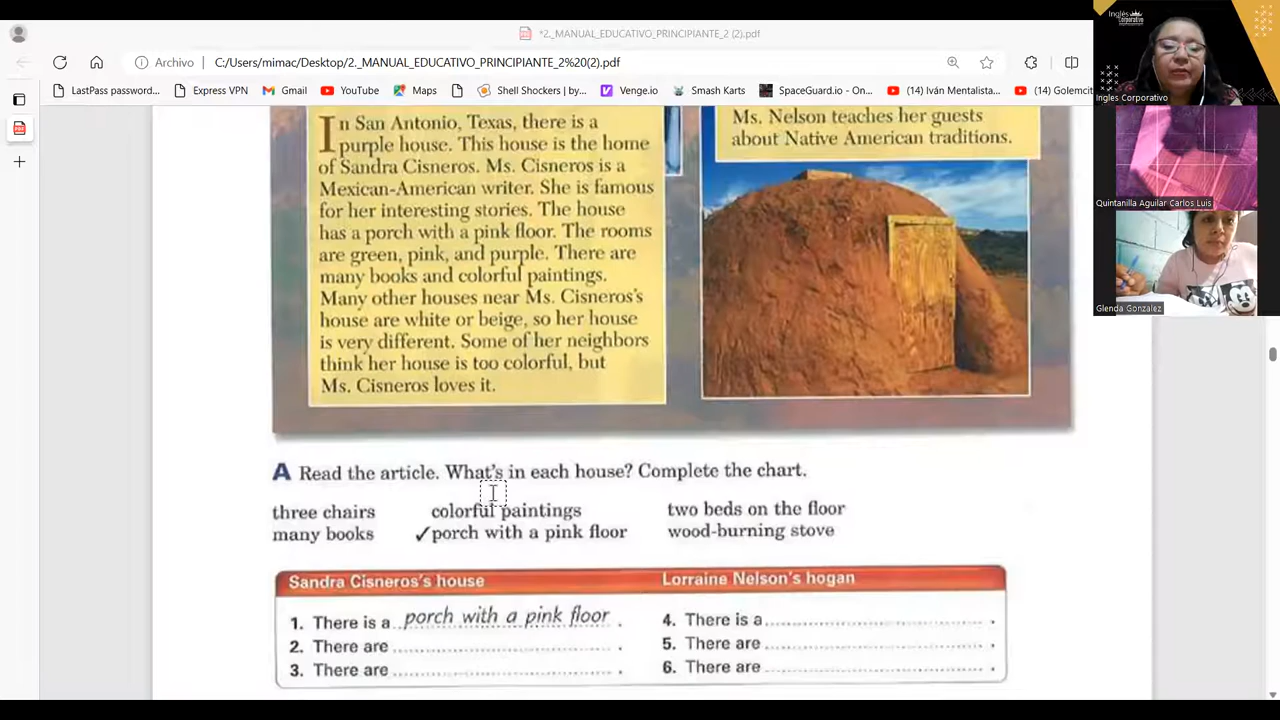 *2._MANUAL_EDUCATIVO_PRINCIPIANTE_2 (2).pdf
Archivo
C:/Users/mimac/Desktop/2._MANUAL_EDUCATIVO_PRINCIPIANTE_2%20(2).pdf
LastPass password...
Express VPN
Gmail
YouTube
Maps
Shell Shockers | by...
Venge.io
Smash Karts
SpaceGuard.io - On...
(14) Iván Mentalista...
(14) Golemcit
Inglés
Corporativo
Ingles Corporativo
Quintanilla Aguilar Carlos Luis
Glenda Gonzalez
In San Antonio, Texas, there is a
purple house. This house is the home
of Sandra Cisneros. Ms. Cisneros is a
Mexican-American writer. She is famous
for her interesting stories. The house
has a porch with a pink floor. The rooms
are green, pink, and purple. There are
many books and colorful paintings.
Many other houses near Ms. Cisneros's
house are white or beige, so her house
is very different. Some of her neighbors
think her house is too colorful, but
Ms. Cisneros loves it.
Ms. Nelson teaches her guests
about Native American traditions.
A Read the article. What's in each house? Complete the chart.
three chairs colorful paintings two beds on the floor
many books ✓porch with a pink floor wood-burning stove
Sandra Cisneros's house Lorraine Nelson's hogan
1. There is a porch with a pink floor . 4. There is a .
2. There are . 5. There are .
3. There are . 6. There are .